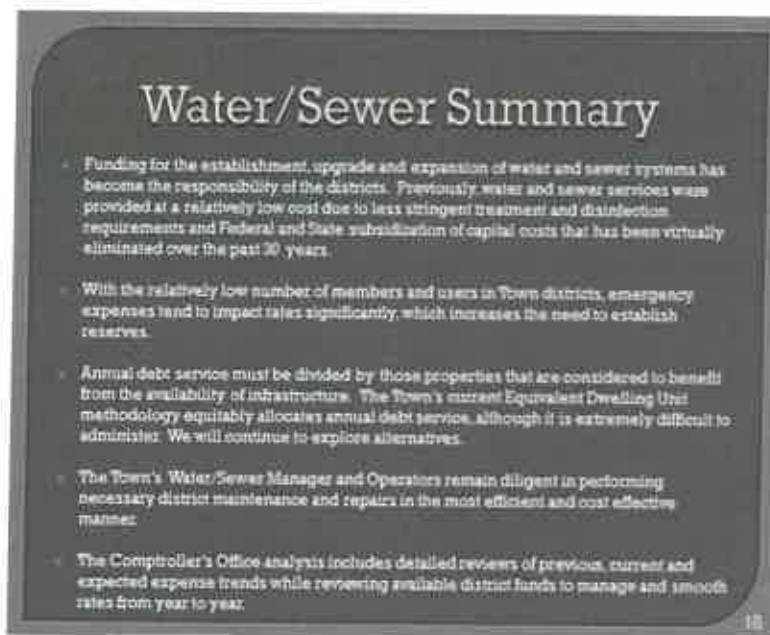 Water/Sewer Summary
Funding for the establishment, upgrade and expansion of water and sewer systems has
become the responsibility of the districts. Previously, water and sewer services were
provided at a relatively low cost due to less stringent treatment and disinfection
requirements and Federal and State subsidization of capital costs that has been virtually
eliminated over the past 30 years.
With the relatively low number of members and users in Town districts, emergency
expenses tend to impact rates significantly, which increases the need to establish
reserves.
Annual debt service must be divided by those properties that are considered to benefit
from the availability of infrastructure. The Town's current Equivalent Dwelling Unit
methodology equitably allocates annual debt service, although it is extremely difficult to
administer. We will continue to explore alternatives.
The Town's Water/Sewer Manager and Operators remain diligent in performing
necessary district maintenance and repairs in the most efficient and cost effective
manner.
The Comptroller's Office analysis includes detailed reviews of previous, current and
expected expense trends while reviewing available district funds to manage and smooth
rates from year to year.
18